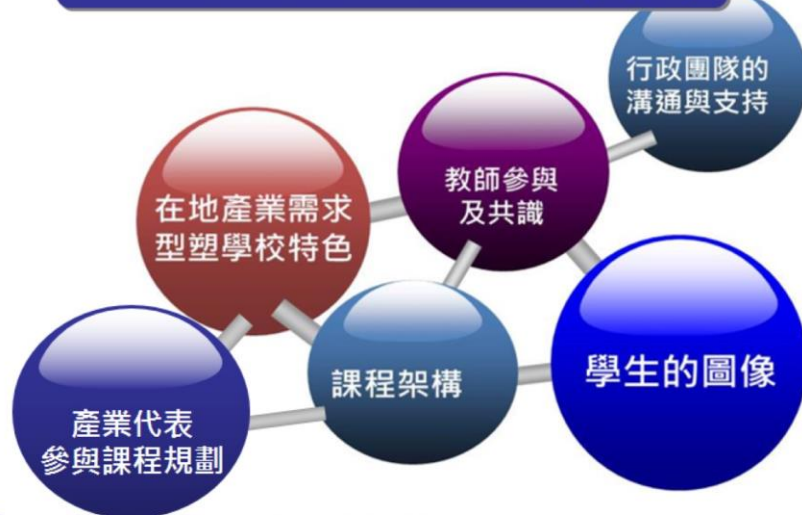 行政團隊的
溝通與支持
教師參與
及共識
在地產業需求
型塑學校特色
課程架構
學生的圖像
產業代表
參與課程規劃